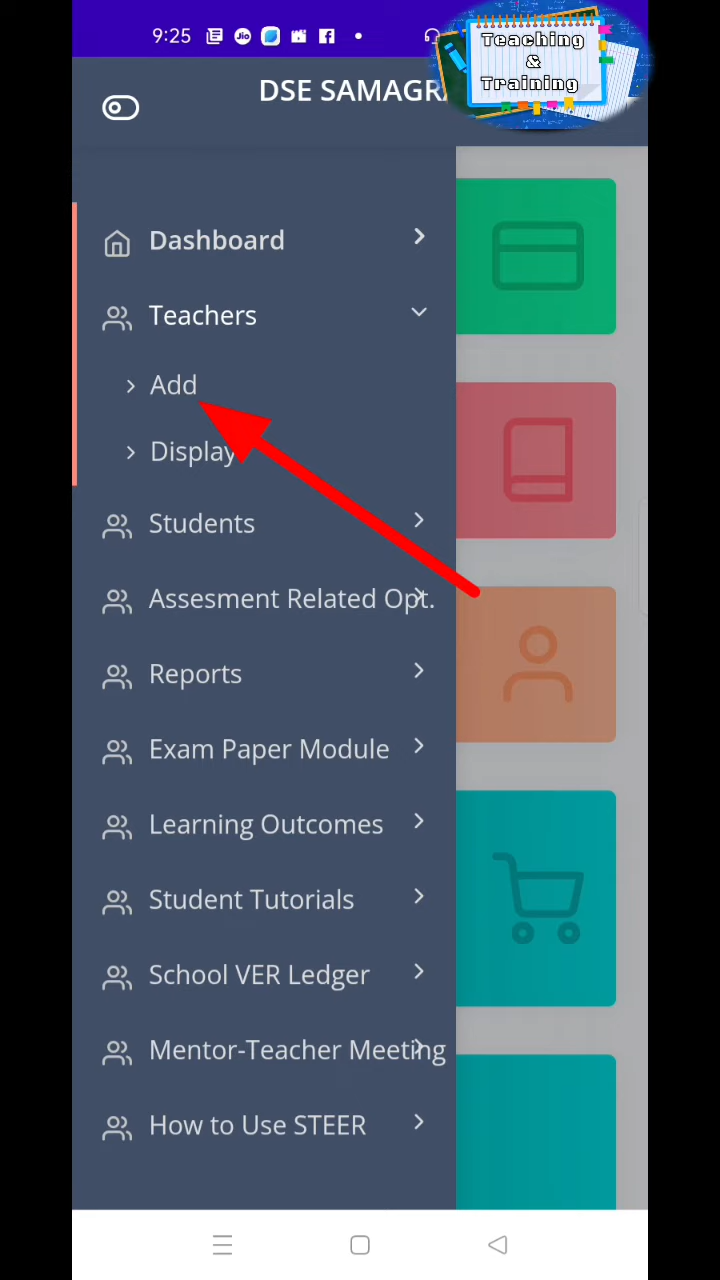 9:25
Teaching
&
Training
DSE SAMAGRA
Dashboard
Teachers
Add
Display
Students
Assesment Related Opt.
Reports
Exam Paper Module
Learning Outcomes
Student Tutorials
School VER Ledger
Mentor-Teacher Meeting
How to Use STEER